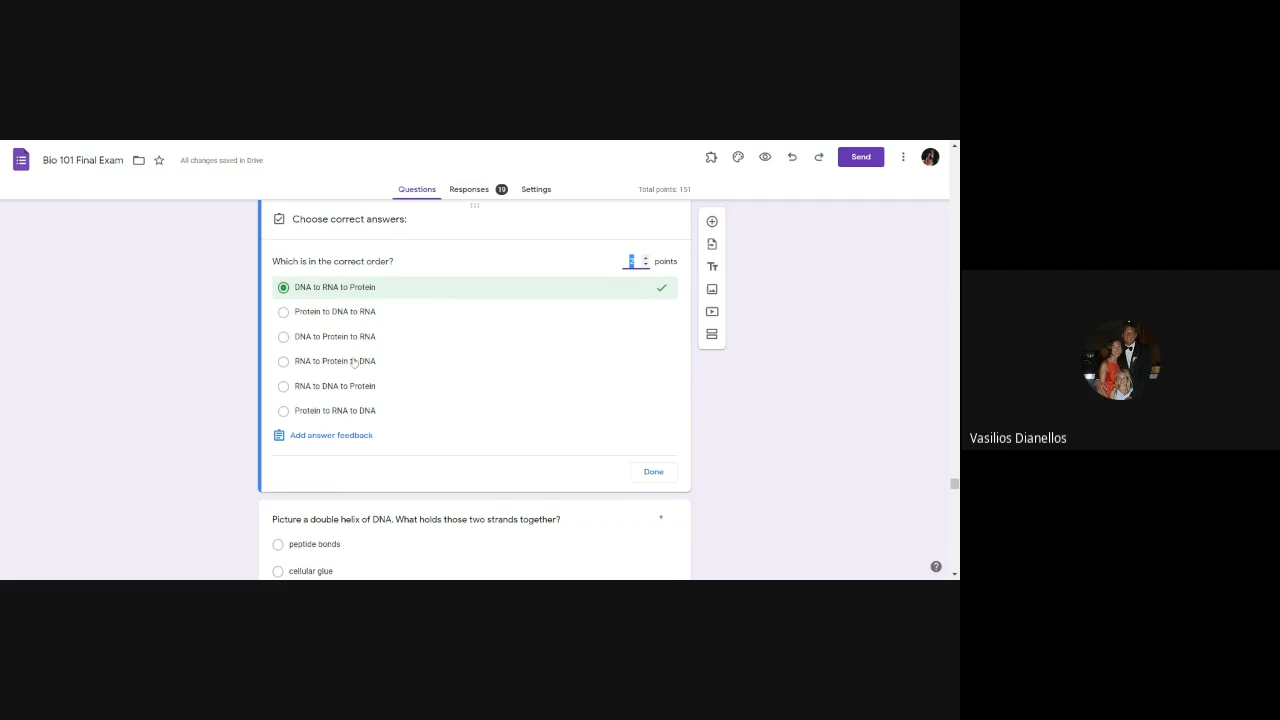 Bio 101 Final Exam
All changes saved in Drive
Send
Questions
Responses
19
Settings
Total points: 151
Choose correct answers:
Which is in the correct order?
2
points
DNA to RNA to Protein
Protein to DNA to RNA
DNA to Protein to RNA
RNA to Protein to DNA
RNA to DNA to Protein
Protein to RNA to DNA
Add answer feedback
Done
Picture a double helix of DNA. What holds those two strands together?
*
peptide bonds
cellular glue
Vasilios Dianellos